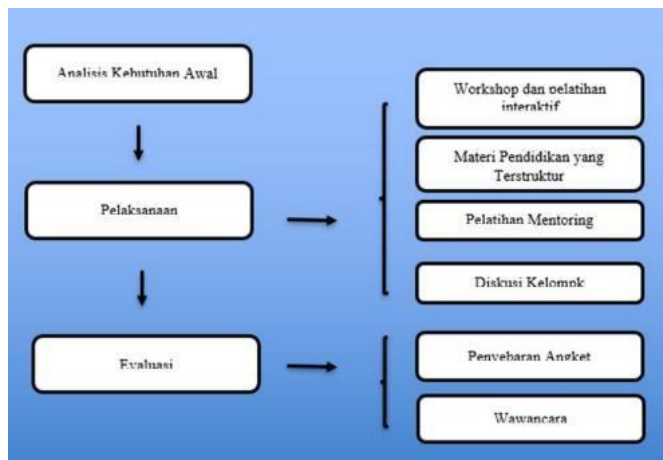 Analisis Kebutuhan Awal
Workshop dan pelatihan
interaktif
Materi Pendidikan yang
Terstruktur
Pelaksanaan
Pelatihan Mentoring
Diskusi Kelompk
Evaluasi
Penyebaran Angket
Wawancara